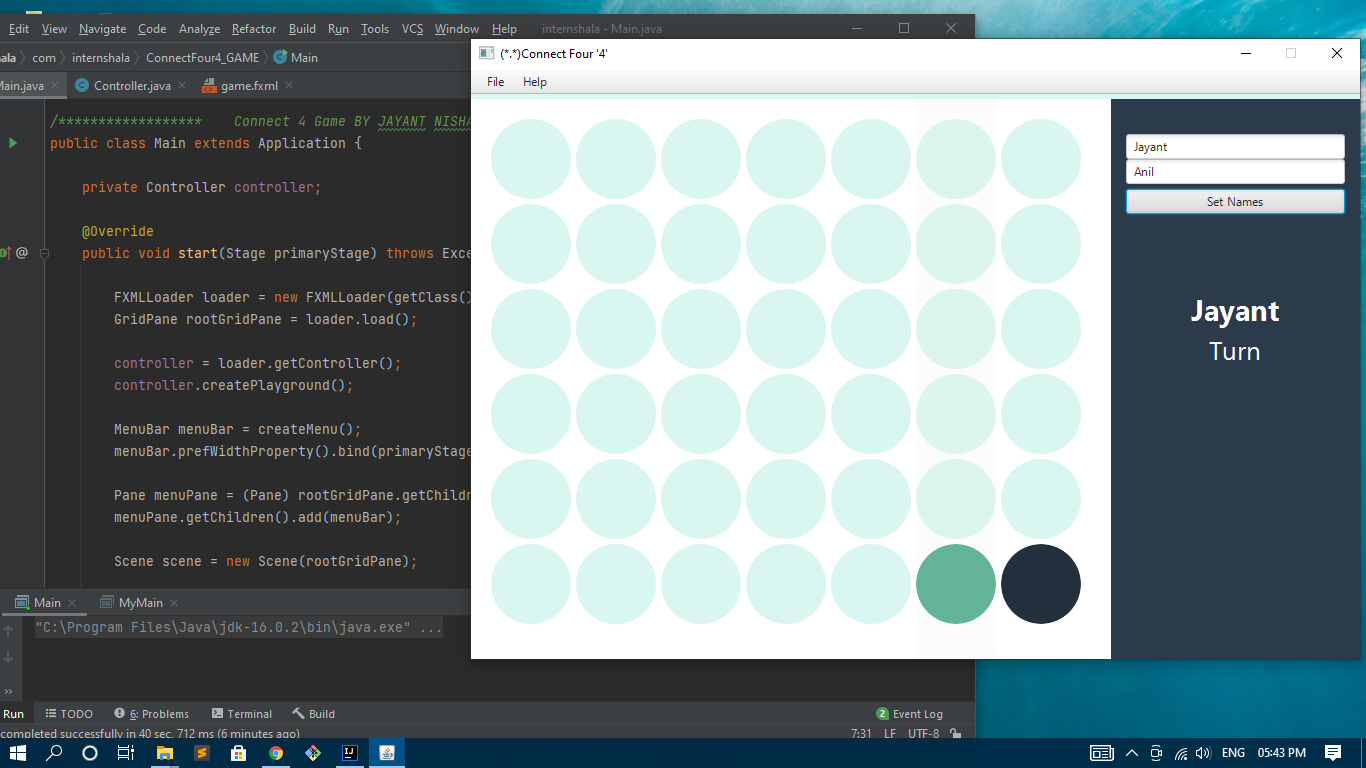 Edit View Navigate Code Analyze Refactor Build Run Tools VCS Window Help internshala - Main.java
com internshala ConnectFour4_GAME Main
Main.java Controller.java game.fxml
/****************** Connect 4 Game BY JAYANT NISHA
public class Main extends Application {
private Controller controller;
@Override
public void start(Stage primaryStage) throws Exce
FXMLLoader loader = new FXMLLoader(getClass()
GridPane rootGridPane = loader.load();
controller = loader.getController();
controller.createPlayground();
MenuBar menuBar = createMenu();
menuBar.prefWidthProperty().bind(primaryStage
Pane menuPane = (Pane) rootGridPane.getChildr
menuPane.getChildren().add(menuBar);
Scene scene = new Scene(rootGridPane);
(*.*)Connect Four '4'
File Help
Jayant
Anil
Set Names
Jayant
Turn
Main MyMain
"C:\Program Files\Java\jdk-16.0.2\bin\java.exe" ...
Run TODO 6: Problems Terminal Build 2 Event Log
completed successfully in 40 sec, 712 ms (6 minutes ago) 7:31 LF UTF-8
ENG 05:43 PM